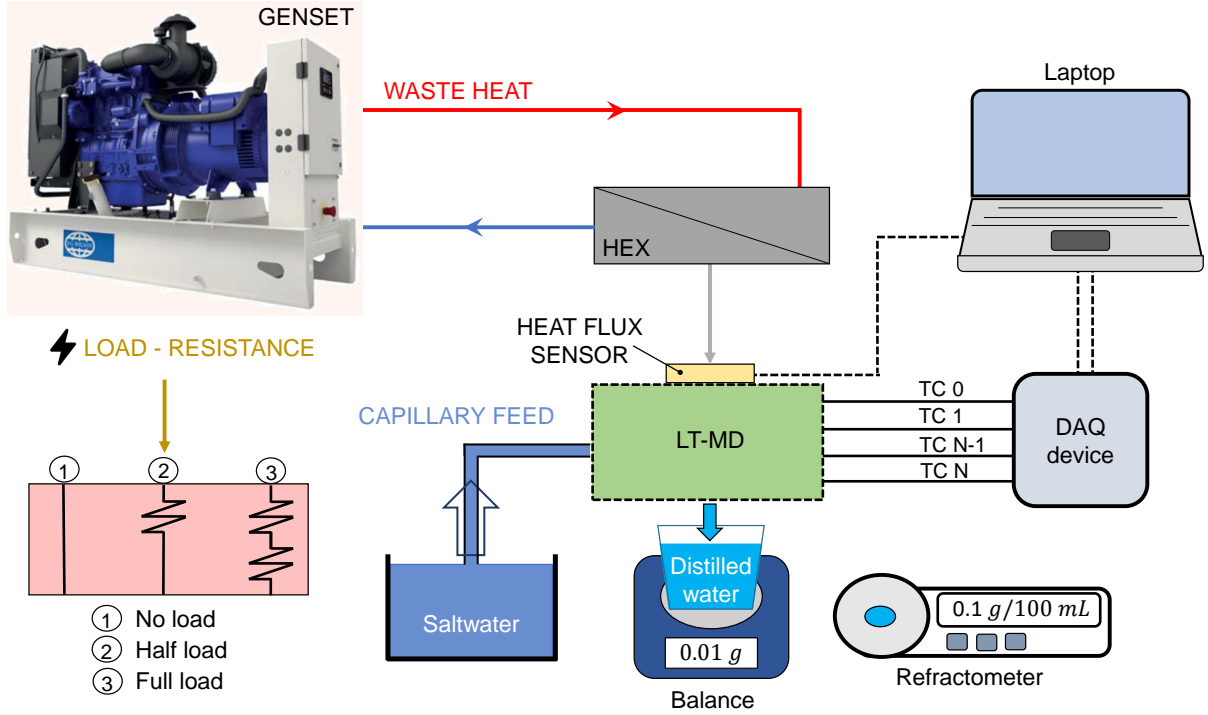 GENSET
WASTE HEAT
Laptop
HEX
HEAT FLUX
SENSOR
LOAD - RESISTANCE
CAPILLARY FEED
LT-MD
TC 0
TC 1
TC N-1
TC N
DAQ
device
1
2
3
Distilled
water
Saltwater
0.01 g
Balance
0.1 g/100 mL
Refractometer
1 No load
2 Half load
3 Full load